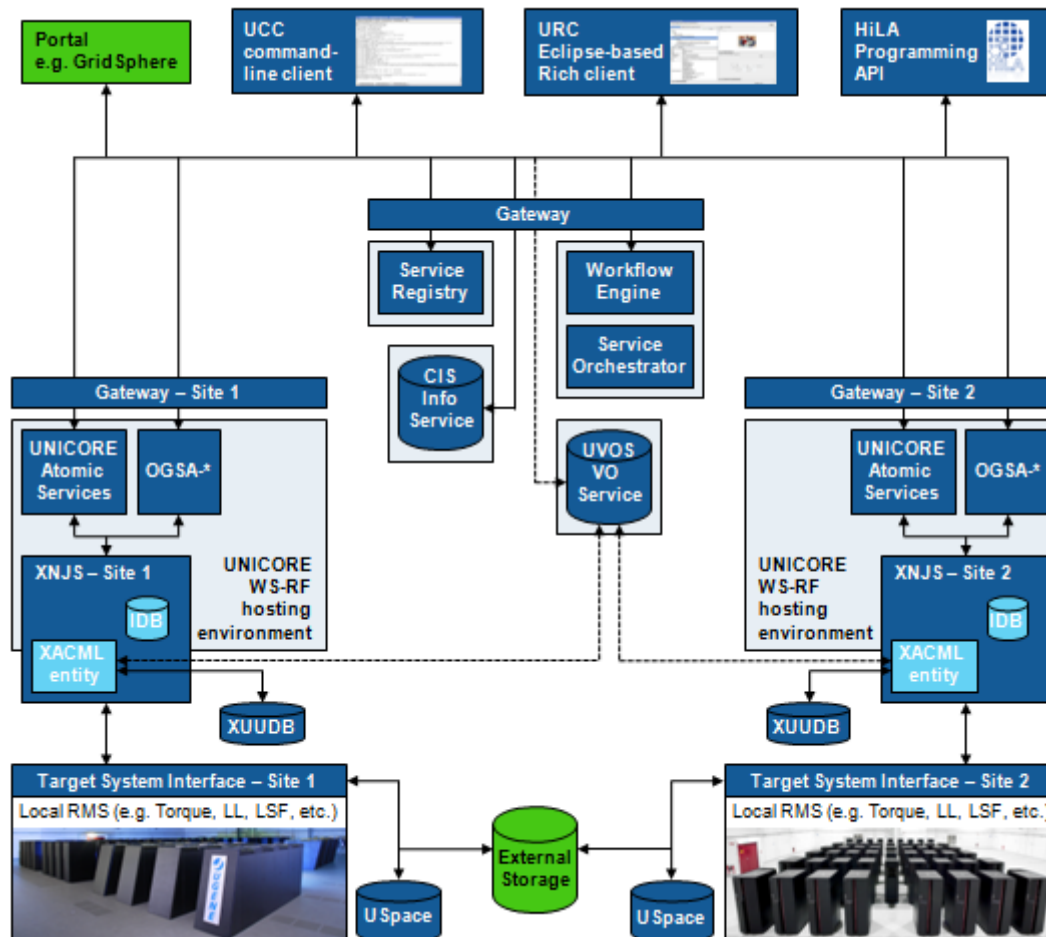 Portal
e.g. GridSphere
UCC
command-
line client
URC
Eclipse-based
Rich client
HiLA
Programming
API
Gateway
Service
Registry
Workflow
Engine
Service
Orchestrator
CIS
Info
Service
UVOS
VO
Service
Gateway – Site 1
UNICORE
Atomic
Services
OGSA-*
XNJS – Site 1
IDB
XACML
entity
UNICORE
WS-RF
hosting
environment
XUUDB
Gateway – Site 2
UNICORE
Atomic
Services
OGSA-*
XNJS – Site 2
IDB
XACML
entity
UNICORE
WS-RF
hosting
environment
XUUDB
Target System Interface – Site 1
Local RMS (e.g. Torque, LL, LSF, etc.)
JUGENE
USpace
External
Storage
USpace
Target System Interface – Site 2
Local RMS (e.g. Torque, LL, LSF, etc.)